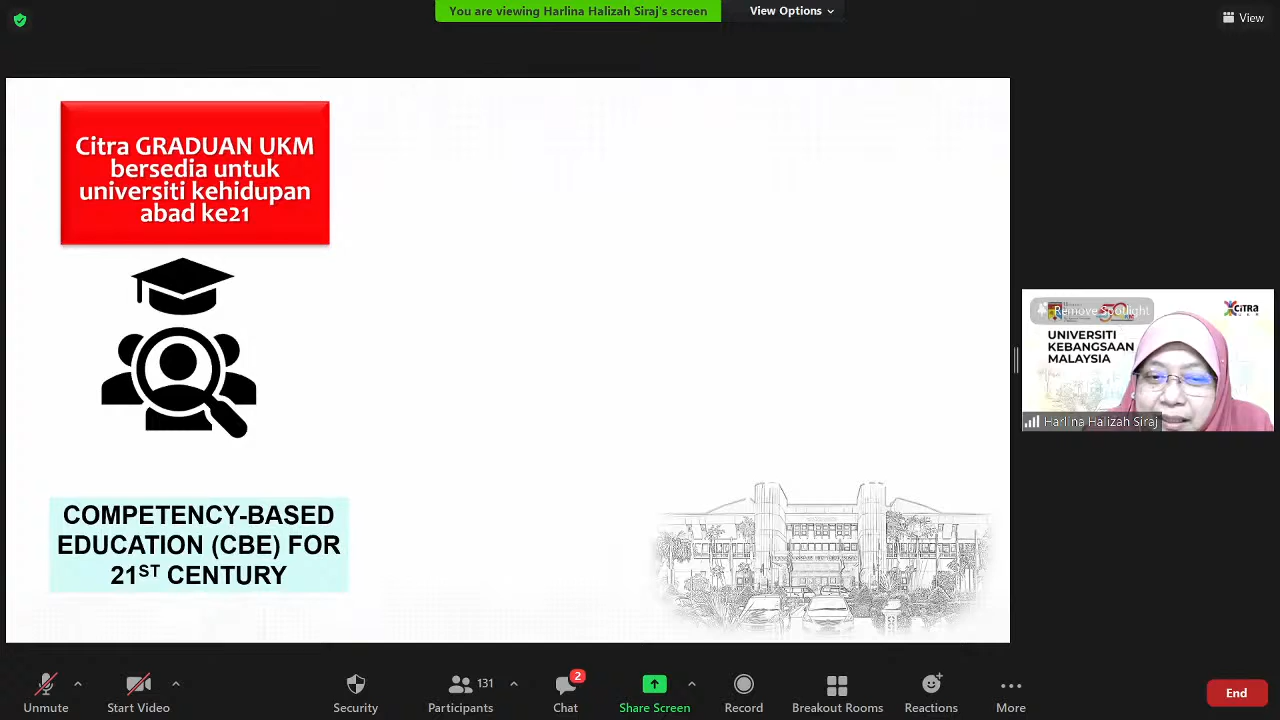 You are viewing Harlina Halizah Siraj's screen
View Options
View
Citra GRADUAN UKM
bersedia untuk
universiti kehidupan
abad ke21
COMPETENCY-BASED
EDUCATION (CBE) FOR
21ST CENTURY
Remove Spotlight
CiTRA
UNIVERSITI
KEBANGSAAN
MALAYSIA
Harlina Halizah Siraj
Unmute
Start Video
Security
131
Participants
2
Chat
Share Screen
Record
Breakout Rooms
Reactions
More
End